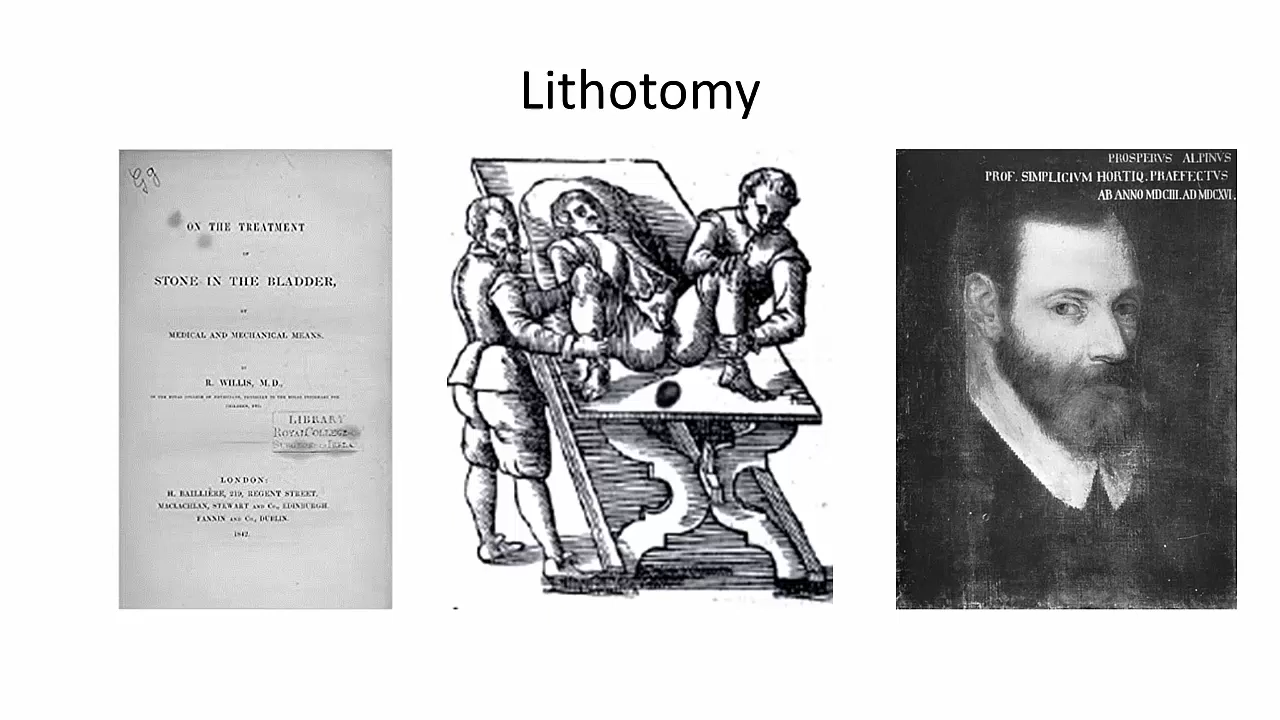 Lithotomy
Gg
ON THE TREATMENT
OF
STONE IN THE BLADDER,
BY
MEDICAL AND MECHANICAL MEANS.
BY
R. WILLIS, M.D.,
LIBRARY
ROYAL COLLEGE
LONDON:
H. BAILLIÈRE, 219, REGENT STREET,
MACLACHLAN, STEWART AND CO., EDINBURGH.
FANNIN AND CO., DUBLIN.
1842.
PROSPERVS ALPINVS
PROF. SIMPLICIVM HORTIQ. PRAEFECTVS
AB ANNO MDCIII. AD MDCXVI.